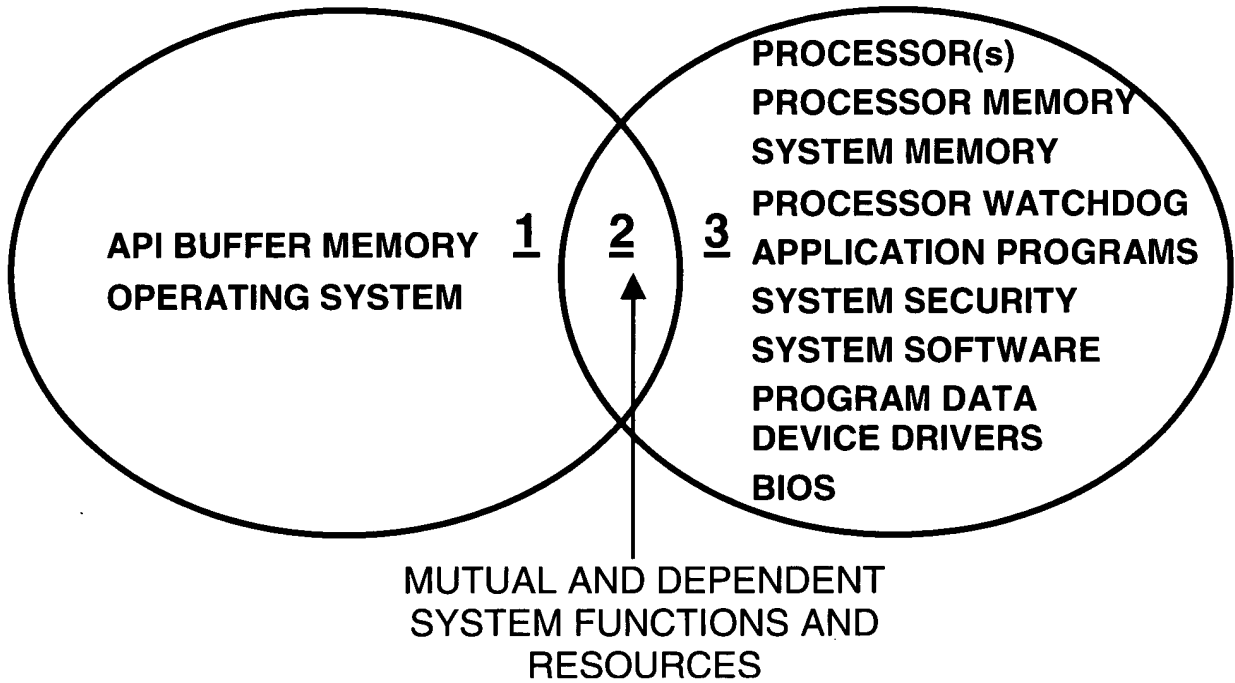 API BUFFER MEMORY
OPERATING SYSTEM
1
2
3
PROCESSOR(s)
PROCESSOR MEMORY
SYSTEM MEMORY
PROCESSOR WATCHDOG
APPLICATION PROGRAMS
SYSTEM SECURITY
SYSTEM SOFTWARE
PROGRAM DATA
DEVICE DRIVERS
BIOS
MUTUAL AND DEPENDENT
SYSTEM FUNCTIONS AND
RESOURCES